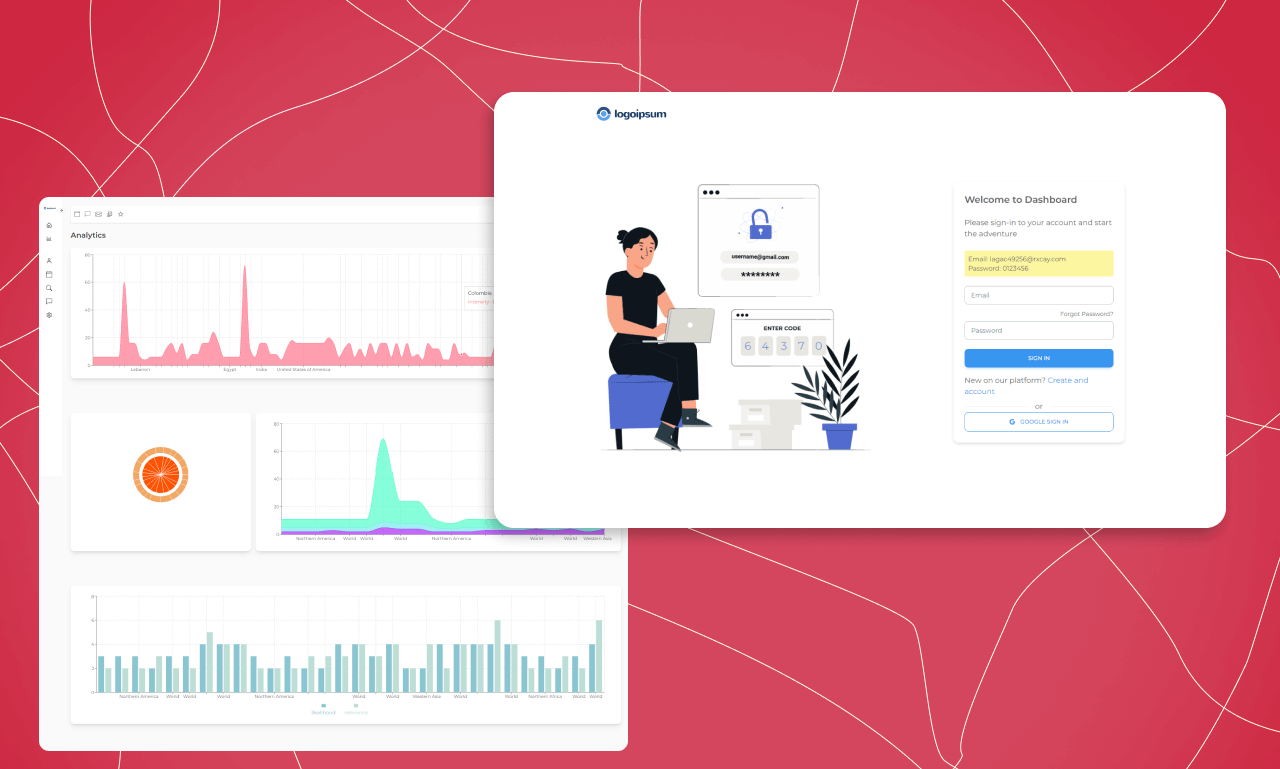 logoipsum
Welcome to Dashboard
Please sign-in to your account and start
the adventure
Email: lagac49256@rxcay.com
Password: 0123456
Email
Forgot Password?
Password
SIGN IN
New on our platform? Create and
account
or
GOOGLE SIGN IN
username@gmail.com
********
ENTER CODE
6 4 3 7 0
Analytics
80
60
40
20
0
Colombia
Intensity
Lebanon Egypt India United States of America
80
60
40
20
0
Northern America World World World Northern America World World Western Asia
8
6
4
2
0
Northern America World World World Northern America World World Western Asia World World Northern Africa World World
likelihood relevance